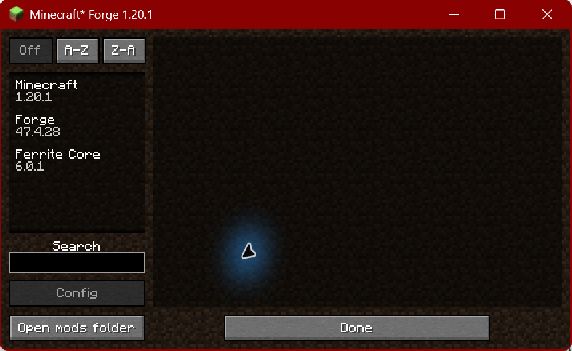 Minecraft* Forge 1.20.1
Off A-Z Z-A
Minecraft
1.20.1
Forge
47.4.28
Ferrite Core
6.0.1
Search
Config
Open mods folder Done